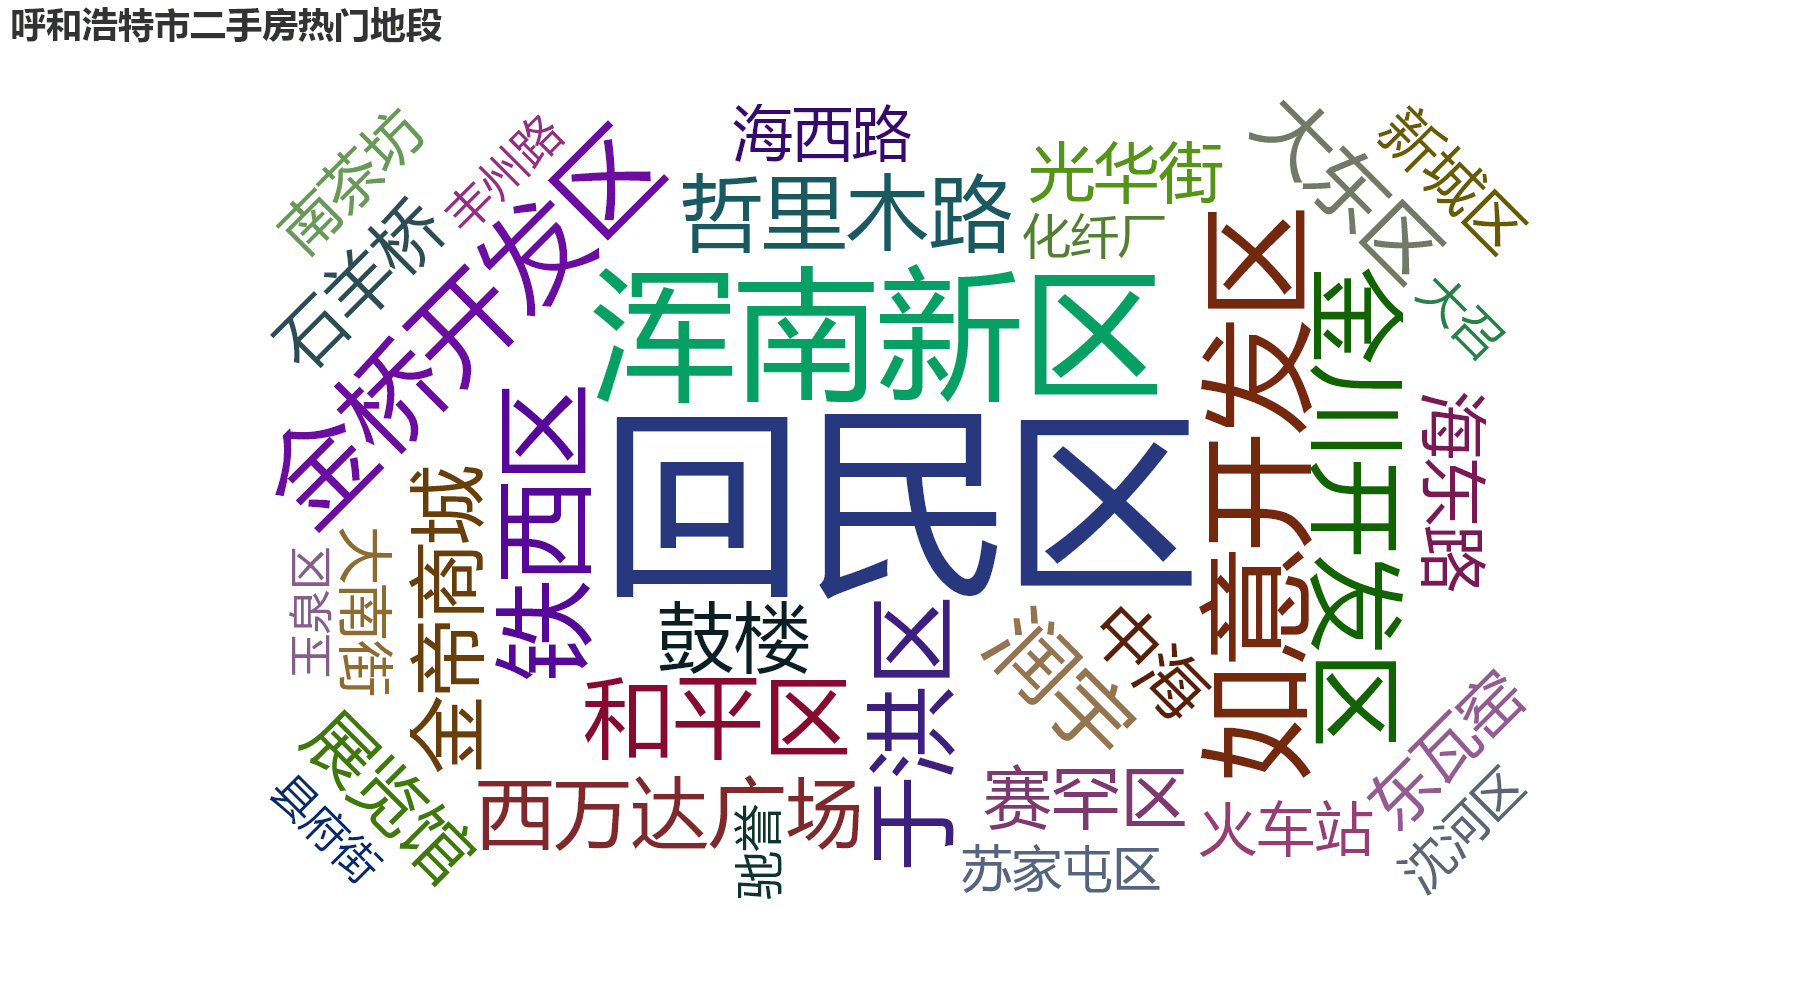 呼和浩特市二手房热门地段
南茶坊
丰州路
海西路
光华街
大东区
新城区
石羊桥
金桥开发区
哲里木路
化纤厂
大召
浑南新区
如意开发区
金川开发区
海东路
铁西区
回民区
金帝商城
大南街
玉泉区
鼓楼
于洪区
润宇
中海
和平区
展览馆
县府街
西万达广场
驰誉
赛罕区
苏家屯区
火车站
东瓦窑
沈河区